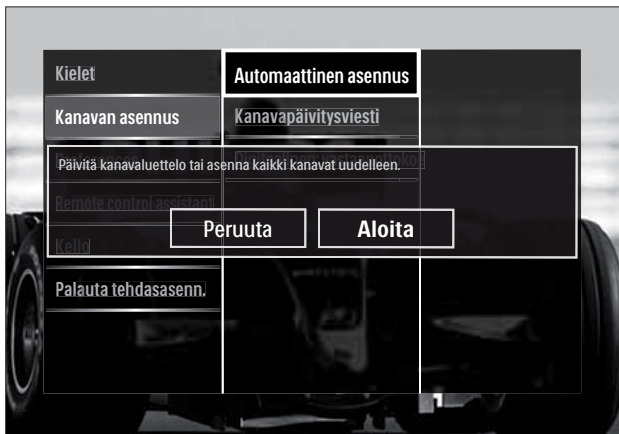 Kielet
Automaattinen asennus
Kanavan asennus
Kanavapäivitysviesti
Päivitä kanavaluettelo tai asenna kaikki kanavat uudelleen.
Remote control assistant
Peruuta
Aloita
Kello
Palauta tehdasasenn.